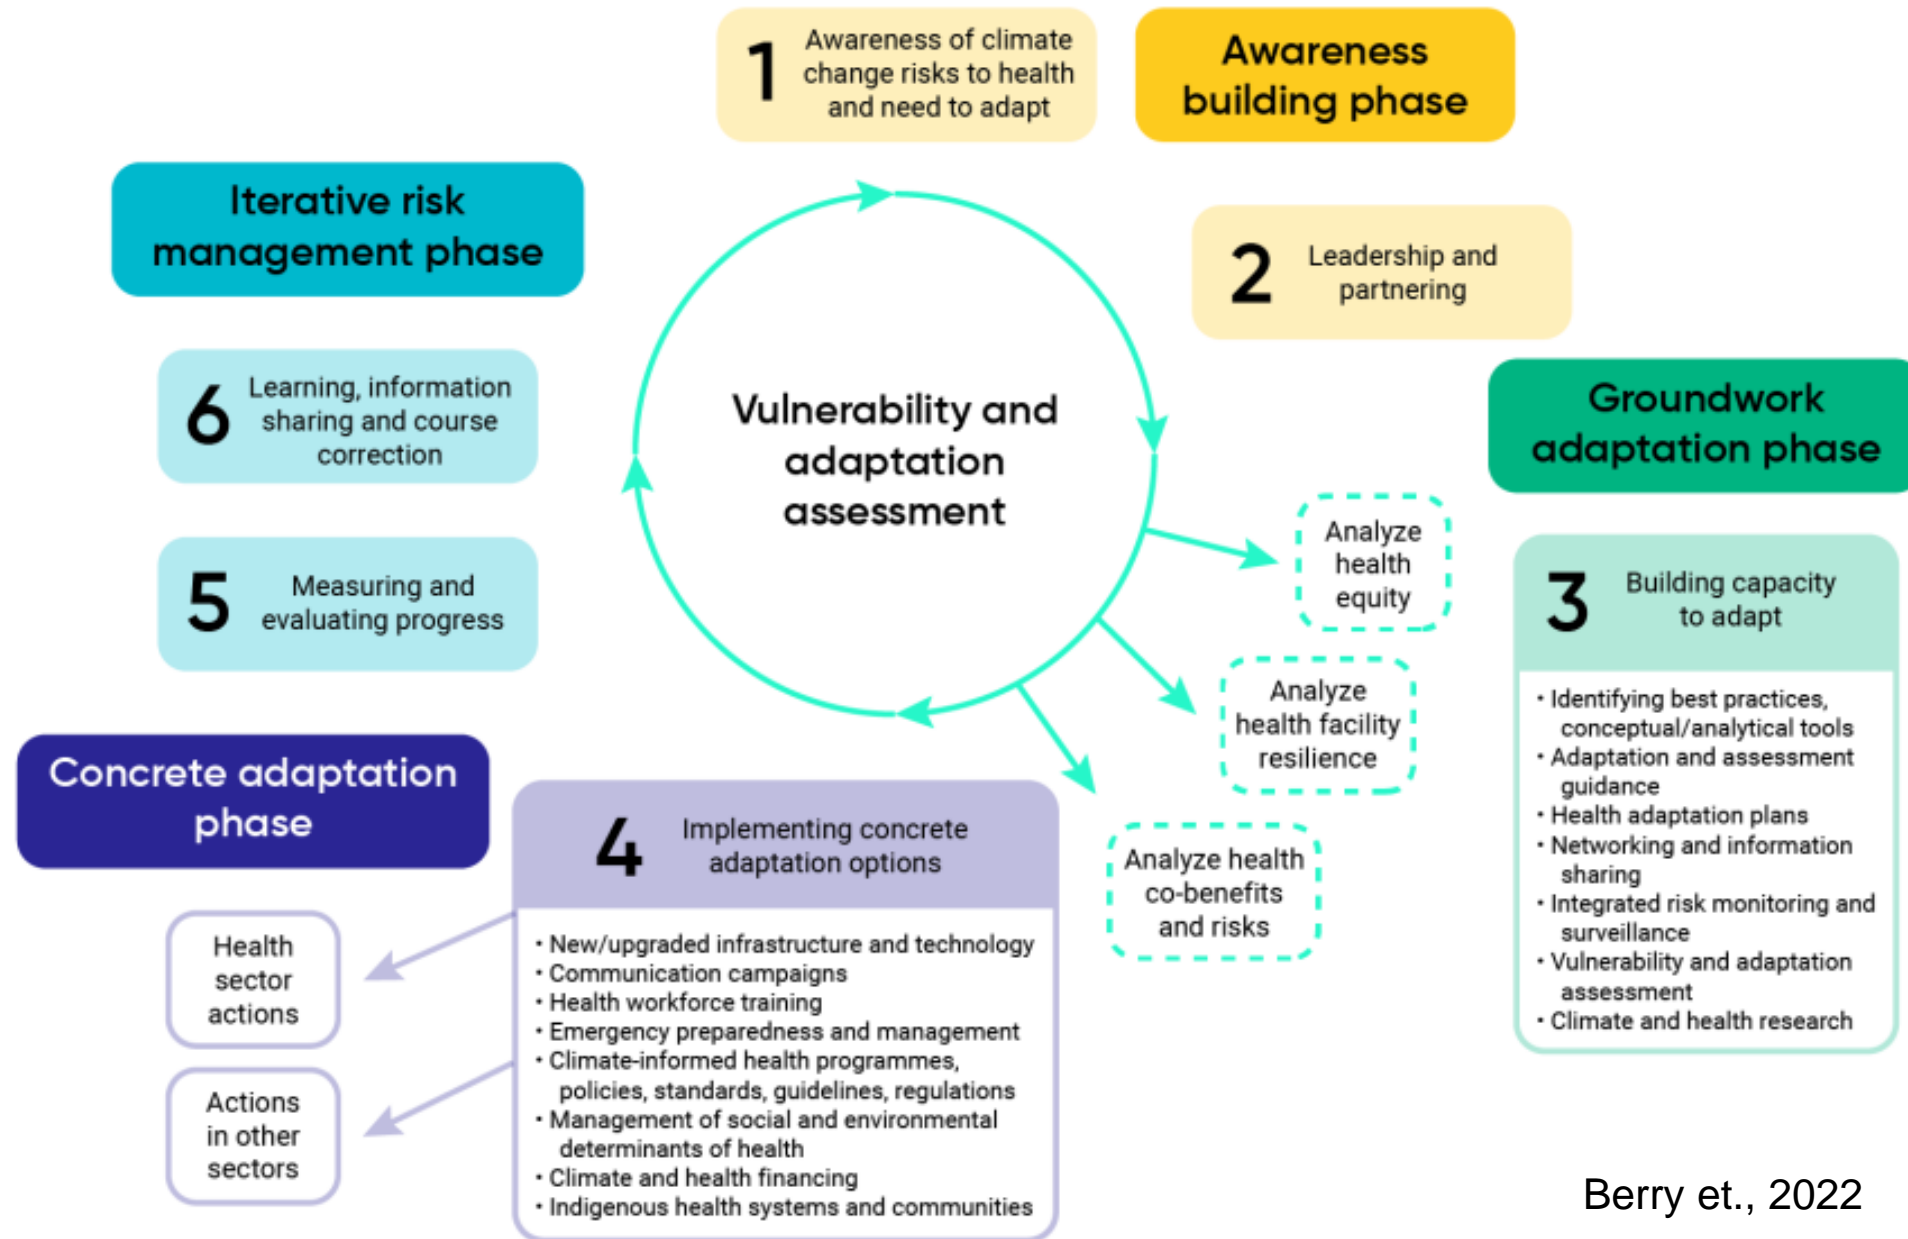 1
Awareness of climate
change risks to health
and need to adapt
Awareness
building phase
2
Leadership and
partnering
Groundwork
adaptation phase
3
Building capacity
to adapt
• Identifying best practices,
conceptual/analytical tools
• Adaptation and assessment
guidance
• Health adaptation plans
• Networking and information
sharing
• Integrated risk monitoring and
surveillance
• Vulnerability and adaptation
assessment
• Climate and health research
Vulnerability and
adaptation
assessment
Analyze
health
equity
Analyze
health facility
resilience
Analyze health
co-benefits
and risks
Concrete adaptation
phase
4
Implementing concrete
adaptation options
• New/upgraded infrastructure and technology
• Communication campaigns
• Health workforce training
• Emergency preparedness and management
• Climate-informed health programmes,
policies, standards, guidelines, regulations
• Management of social and environmental
determinants of health
• Climate and health financing
• Indigenous health systems and communities
Health
sector
actions
Actions
in other
sectors
Iterative risk
management phase
5
Measuring and
evaluating progress
6
Learning, information
sharing and course
correction
Berry et., 2022